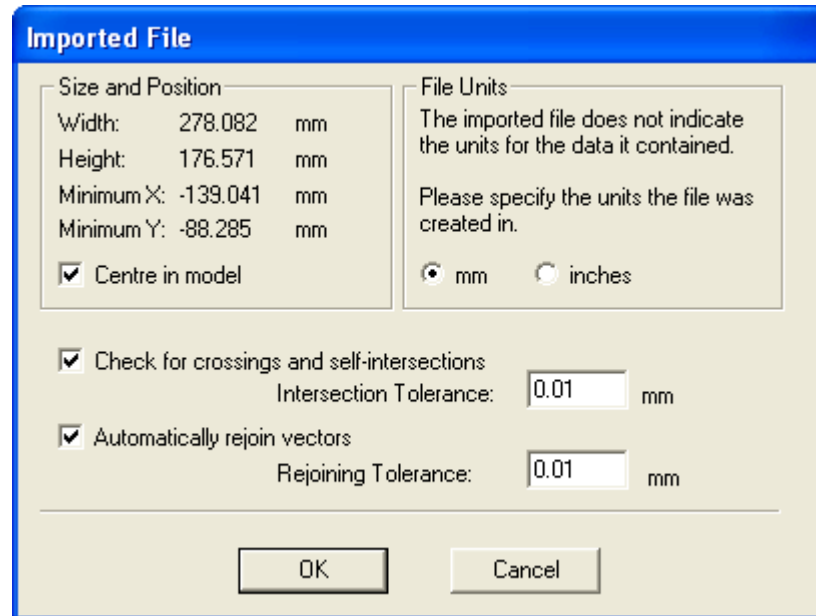 Imported File
Size and Position
Width: 278.082 mm
Height: 176.571 mm
Minimum X: -139.041 mm
Minimum Y: -88.285 mm
Centre in model
File Units
The imported file does not indicate
the units for the data it contained.
Please specify the units the file was
created in.
mm inches
Check for crossings and self-intersections
Intersection Tolerance: 0.01 mm
Automatically rejoin vectors
Rejoining Tolerance: 0.01 mm
OK Cancel